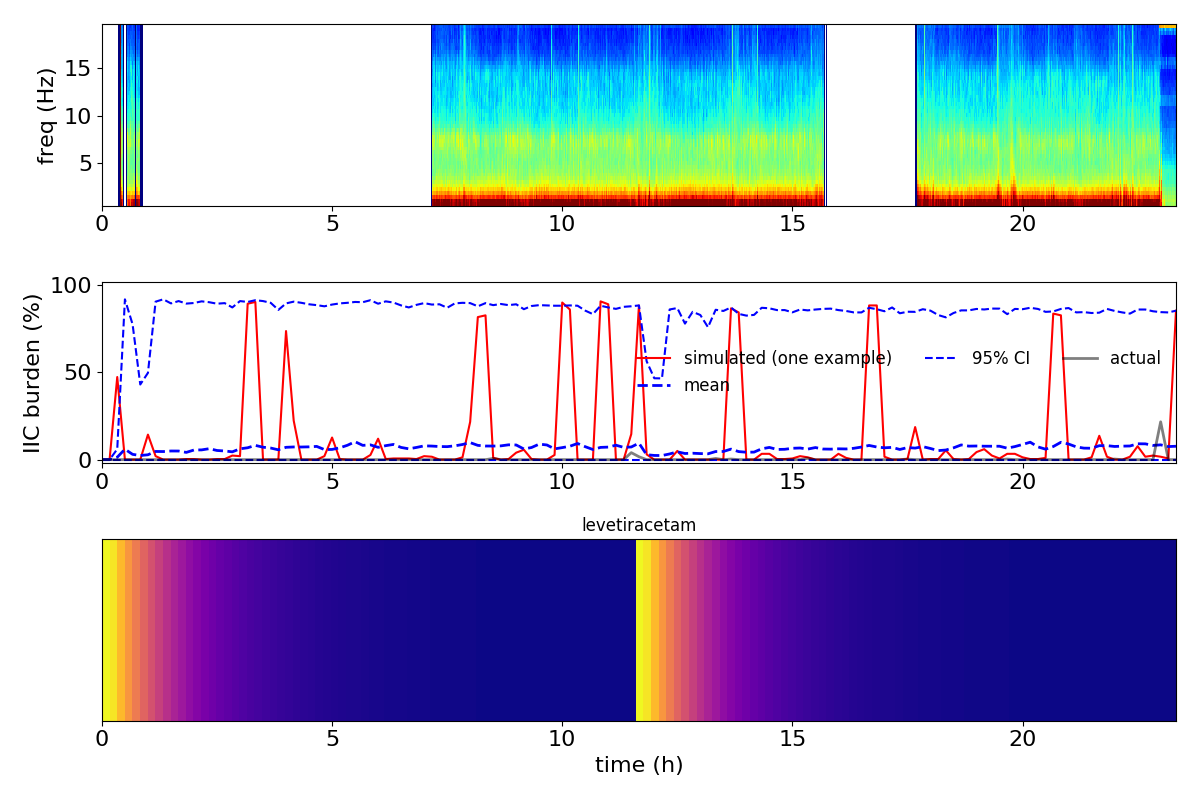 freq (Hz)
15
10
5
0 5 10 15 20
IIC burden (%)
100
50
0
simulated (one example) 95% CI actual
mean
0 5 10 15 20
levetiracetam
0 5 10 15 20
time (h)